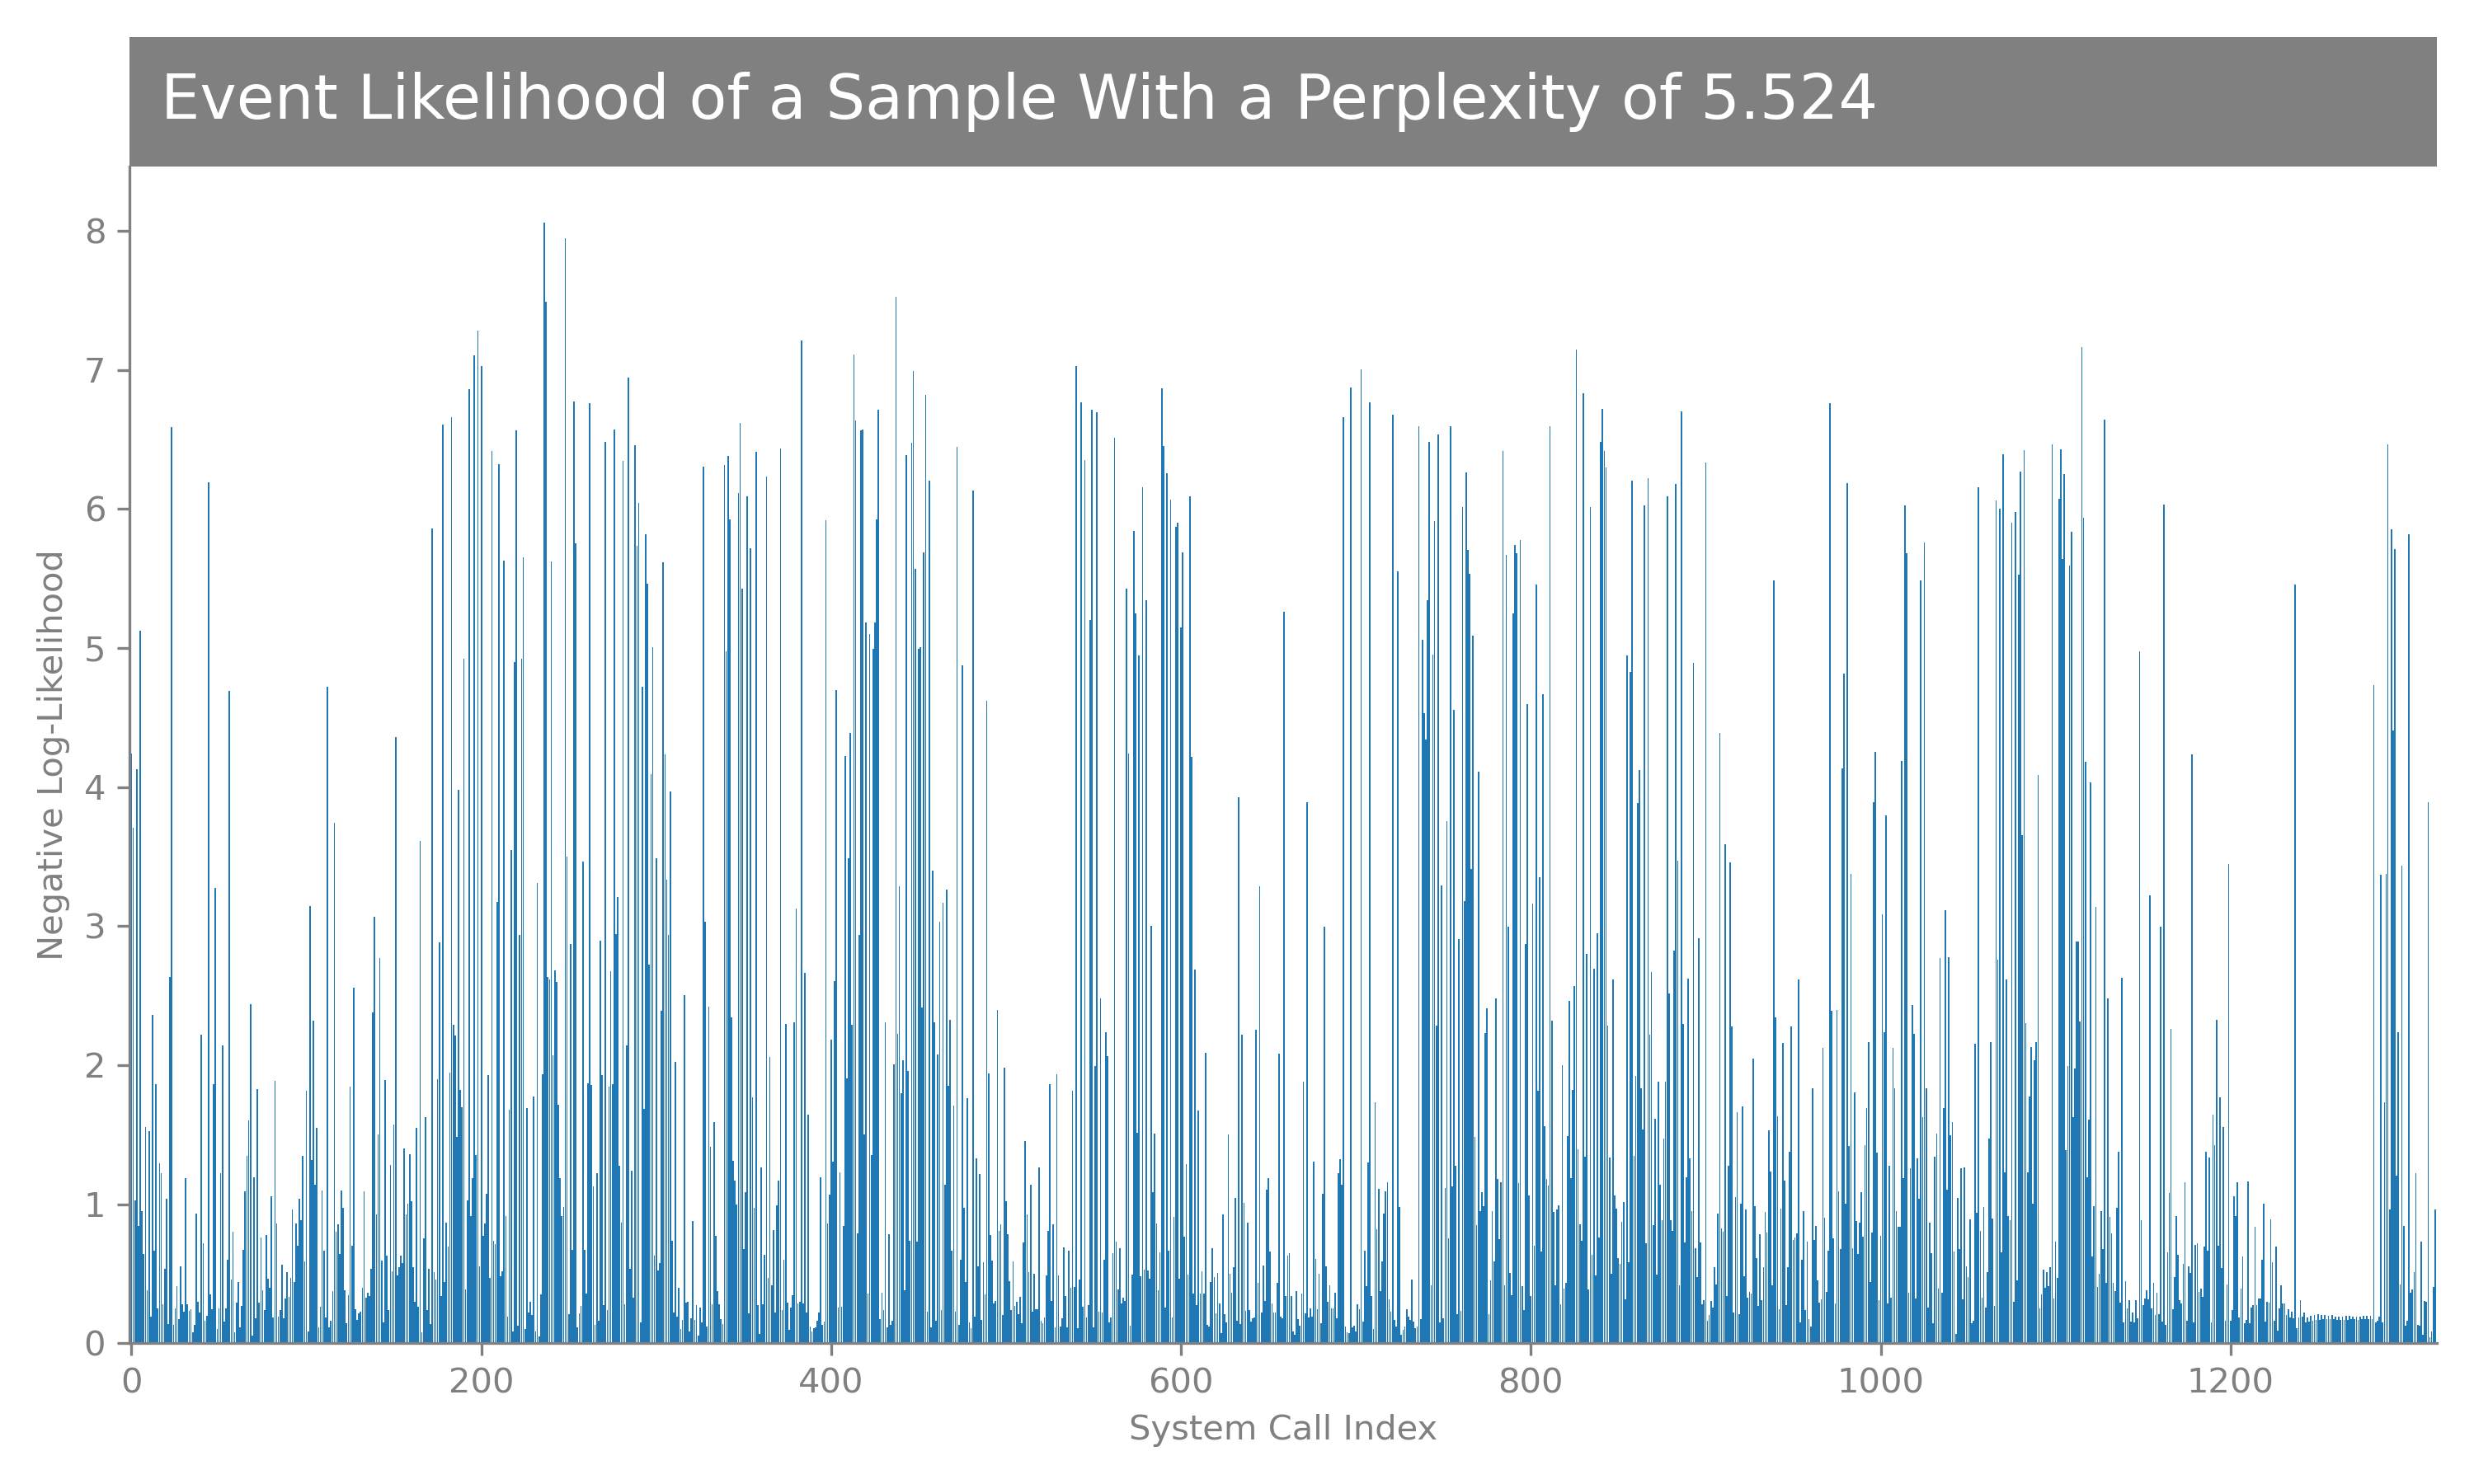 Event Likelihood of a Sample With a Perplexity of 5.524
8
7
6
5
4
3
2
1
0
Negative Log-Likelihood
0 200 400 600 800 1000 1200
System Call Index